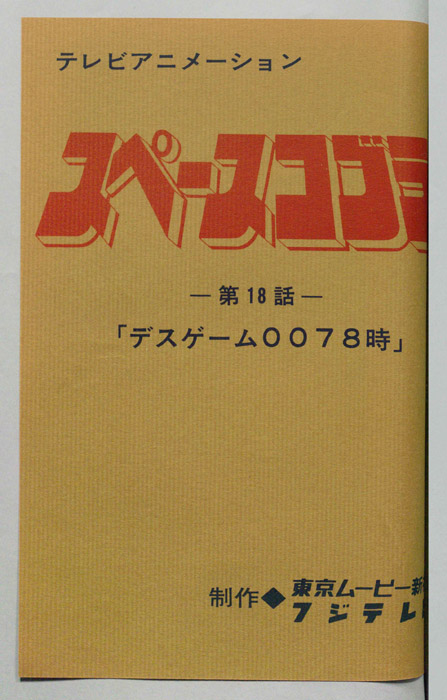 テレビアニメーション
スペースコブラ
―第18話―
「デスゲーム0078時」
制作◆東京ムービー新
フジテレ